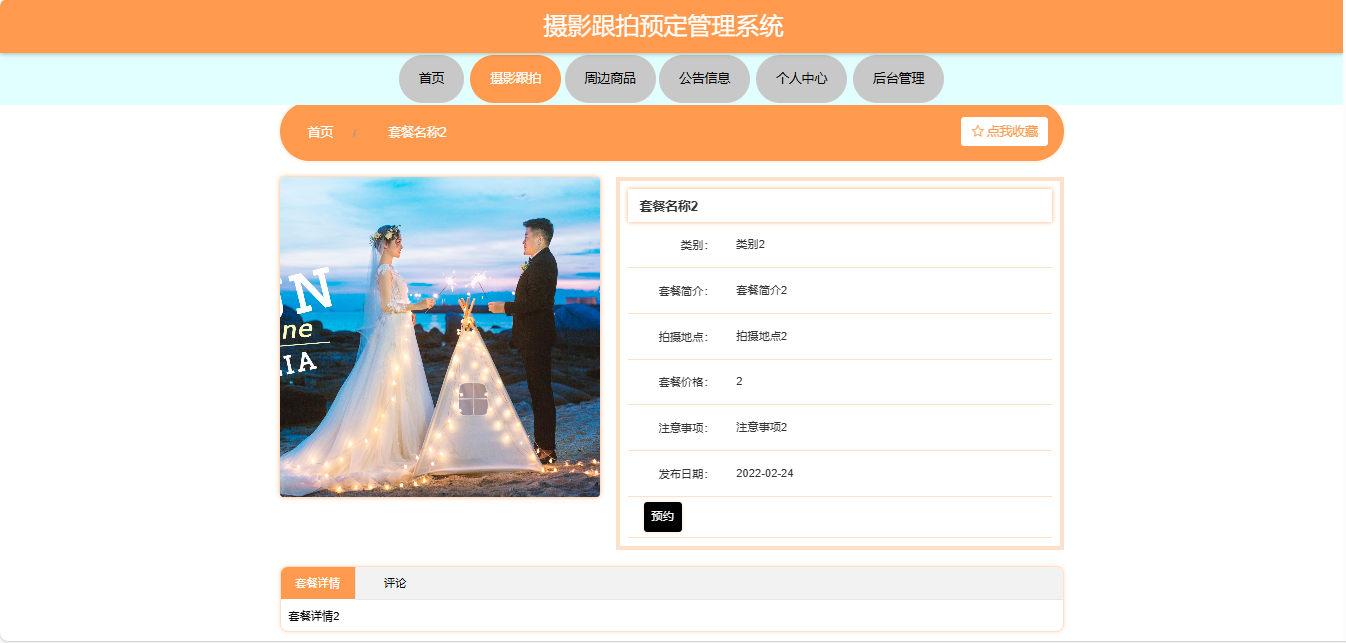 摄影跟拍预定管理系统
首页 摄影跟拍 周边商品 公告信息 个人中心 后台管理
首页 / 套餐名称2 ☆ 点我收藏
套餐名称2
类别： 类别2
套餐简介： 套餐简介2
拍摄地点： 拍摄地点2
套餐价格： 2
注意事项： 注意事项2
发布日期： 2022-02-24
预约
ne
套餐详情 评论
套餐详情2